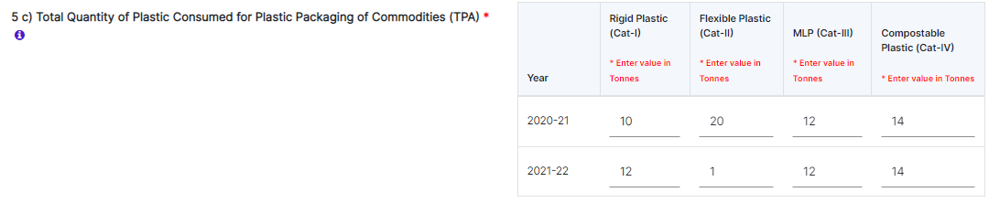 5 c) Total Quantity of Plastic Consumed for Plastic Packaging of Commodities (TPA) *
Year
Rigid Plastic
(Cat-I)
* Enter value in
Tonnes
Flexible Plastic
(Cat-II)
* Enter value in
Tonnes
MLP (Cat-III)
* Enter value in
Tonnes
Compostable
Plastic (Cat-IV)
* Enter value in Tonnes
2020-21 10 20 12 14
2021-22 12 1 12 14